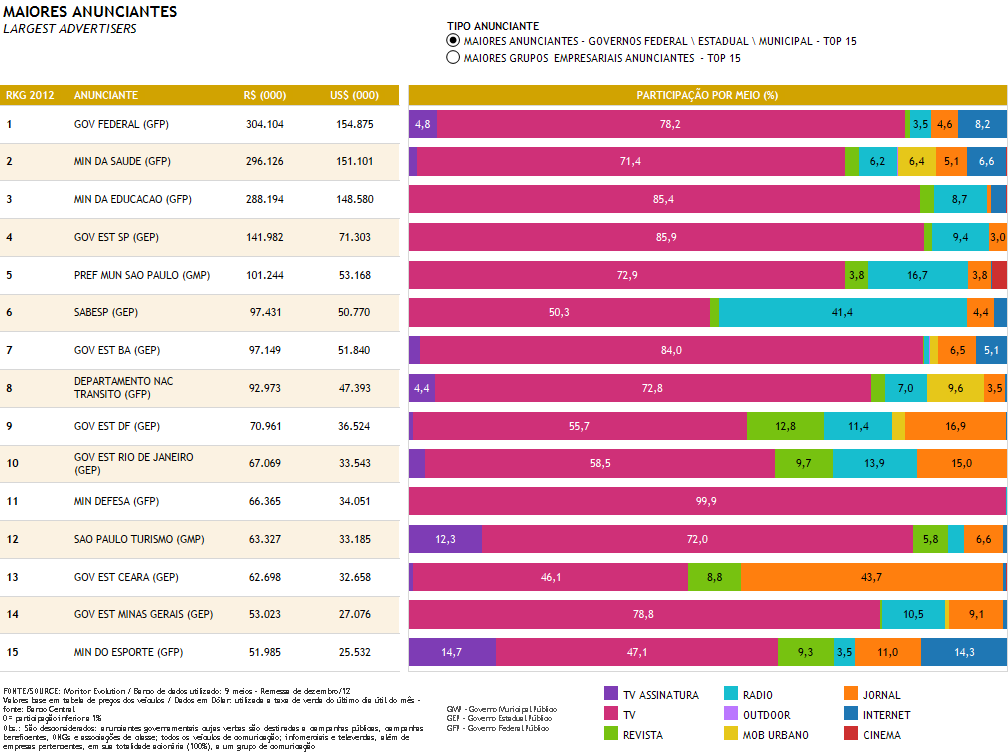 MAIORES ANUNCIANTES
LARGEST ADVERTISERS
TIPO ANUNCIANTE
MAIORES ANUNCIANTES - GOVERNOS FEDERAL \ ESTADUAL \ MUNICIPAL - TOP 15
MAIORES GRUPOS EMPRESARIAIS ANUNCIANTES - TOP 15
RKG 2012 ANUNCIANTE R$ (000) US$ (000) PARTICIPAÇÃO POR MEIO (%)
1 GOV FEDERAL (GFP) 304.104 154.875 4,8 78,2 3,5 4,6 8,2
2 MIN DA SAUDE (GFP) 296.126 151.101 71,4 6,2 6,4 5,1 6,6
3 MIN DA EDUCACAO (GFP) 288.194 148.580 85,4 8,7
4 GOV EST SP (GEP) 141.982 71.303 85,9 9,4 3,0
5 PREF MUN SAO PAULO (GMP) 101.244 53.168 72,9 3,8 16,7 3,8
6 SABESP (GEP) 97.431 50.770 50,3 41,4 4,4
7 GOV EST BA (GEP) 97.149 51.840 84,0 6,5 5,1
8 DEPARTAMENTO NAC
TRANSITO (GFP) 92.973 47.393 4,4 72,8 7,0 9,6 3,5
9 GOV EST DF (GEP) 70.961 36.524 55,7 12,8 11,4 16,9
10 GOV EST RIO DE JANEIRO
(GEP) 67.069 33.543 58,5 9,7 13,9 15,0
11 MIN DEFESA (GFP) 66.365 34.051 99,9
12 SAO PAULO TURISMO (GMP) 63.327 33.185 12,3 72,0 5,8 6,6
13 GOV EST CEARA (GEP) 62.698 32.658 46,1 8,8 43,7
14 GOV EST MINAS GERAIS (GEP) 53.023 27.076 78,8 10,5 9,1
15 MIN DO ESPORTE (GFP) 51.985 25.532 14,7 47,1 9,3 3,5 11,0 14,3
FONTE/SOURCE: Monitor Evolution / Banco de dados utilizado: 9 meios - Remessa de dezembro/12
Valores base em tabela de preços dos veículos / Dados em Dólar: utilizada a taxa de venda do último dia útil do mês -
fonte: Banco Central
0 = participação inferior a 1%
Obs.: São desconsiderados: anunciantes governamentais cujas verbas são destinadas a campanhas públicas, campanhas
beneficentes, ONGs e associações de classe; todos os veículos de comunicação; infomerciais e televendas, além de
empresas pertencentes, em sua totalidade acionária (100%), a um grupo de comunicação
GMP - Governo Municipal Público
GEP - Governo Estadual Público
GFP - Governo Federal Público
TV ASSINATURA RADIO JORNAL
TV OUTDOOR INTERNET
REVISTA MOB URBANO CINEMA